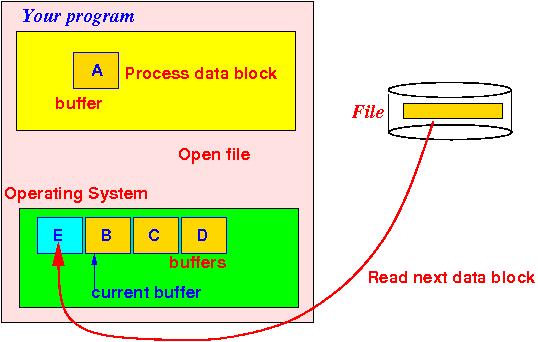 Your program
A
Process data block
buffer
File
Open file
Operating System
E B C D
buffers
current buffer
Read next data block